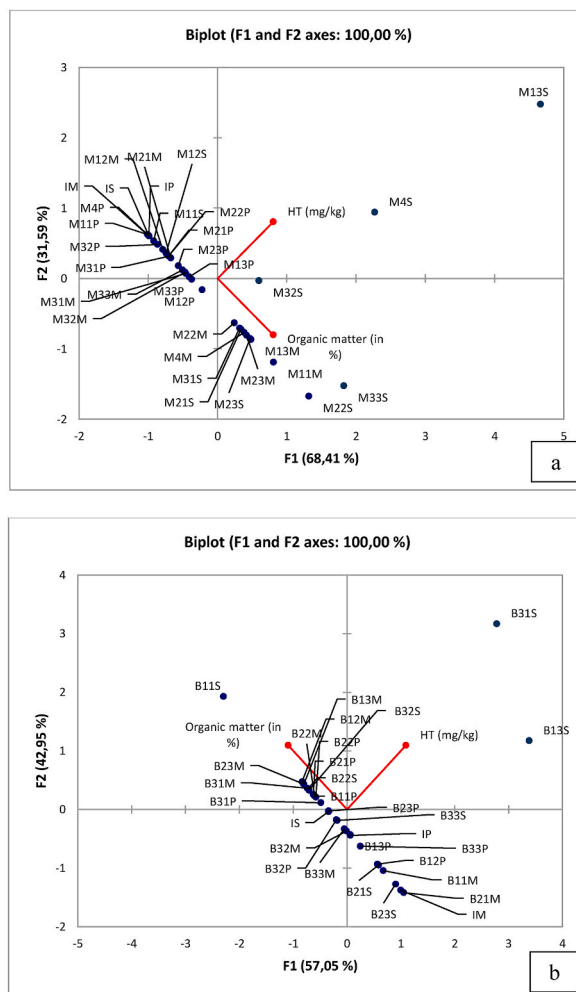 Biplot (F1 and F2 axes: 100,00 %)
3
M13S
M12M
M21M
M12S
2
IM
IS
IP
M4P
M11S
M22P
M4S
M11P
M21P
HT (mg/kg)
1
M32P
M23P
M31P
M13P
0
M31M
M33M
M33P
M32S
M32M
M12P
M22M
Organic matter (in
%)
M4M
M13M
-1
M31S
M11M
M23M
M33S
M21S
M23S
M22S
-2
-2
-1
0
1
2
3
4
5
F2 (31,59 %)
F1 (68,41 %)
a
Biplot (F1 and F2 axes: 100,00 %)
4
B31S
3
B11S
2
B13M
B12M
B32S
Organic matter (in
%)
B22M
B22P
HT (mg/kg)
B13S
1
B23M
B21P
B31M
B22S
B31P
B11P
0
IS
B23P
B33S
B32M
IP
B32P
B33M
B13P
B33P
B12P
-1
B21S
B11M
B23S
B21M
IM
-2
-3
-2
-1
0
1
2
3
4
F2 (42,95 %)
F1 (57,05 %)
b